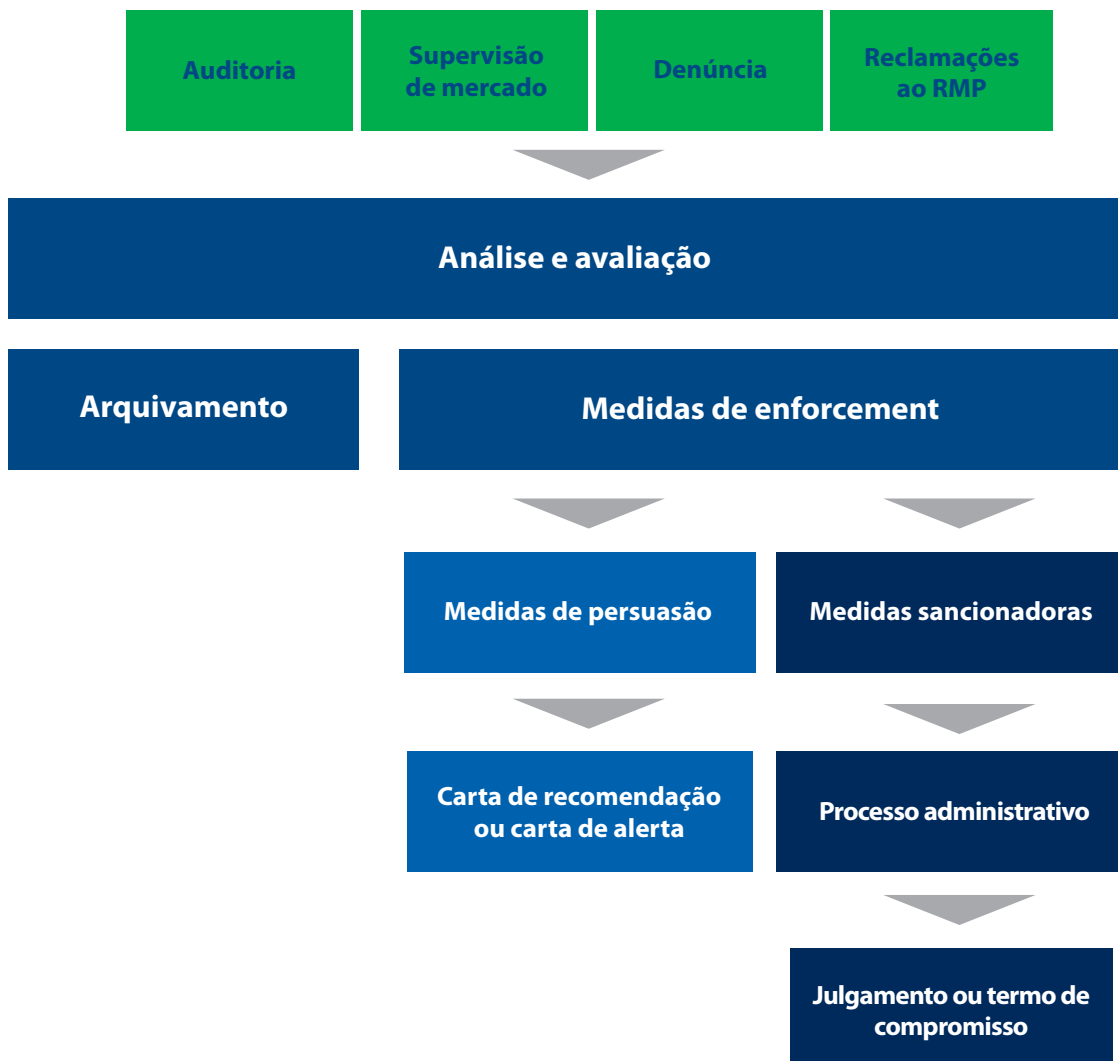 Auditoria
Supervisão
de mercado
Denúncia
Reclamações
ao RMP
Análise e avaliação
Arquivamento
Medidas de enforcement
Medidas de persuasão
Medidas sancionadoras
Carta de recomendação
ou carta de alerta
Processo administrativo
Julgamento ou termo de
compromisso